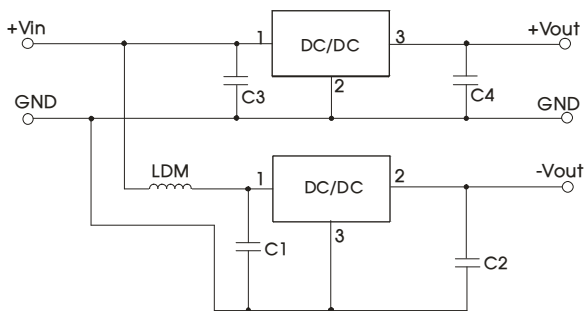 +Vin
1
DC/DC
3
+Vout
C3
2
C4
GND
GND
LDM
1
DC/DC
2
-Vout
3
C1
C2